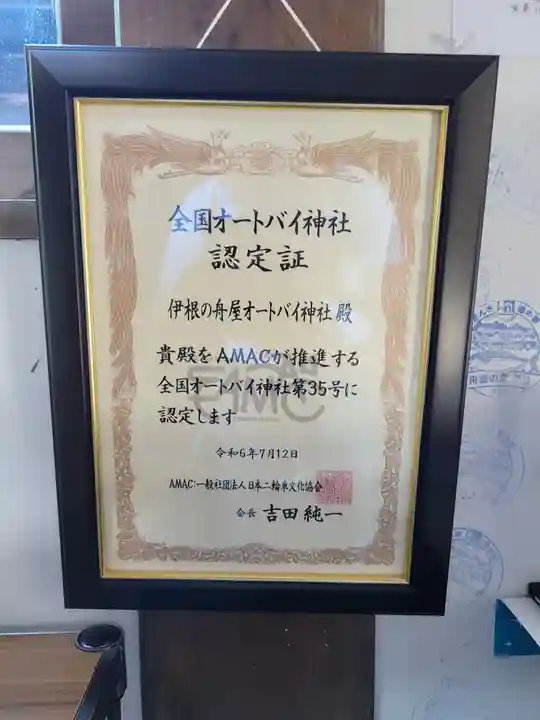 全国オートバイ神社
認定証
伊根の舟屋オートバイ神社 殿
貴殿をAMACが推進する
全国オートバイ神社第35号に
認定します
令和6年7月12日
AMAC:一般社団法人日本二輪車文化協会
会長 吉田 純一